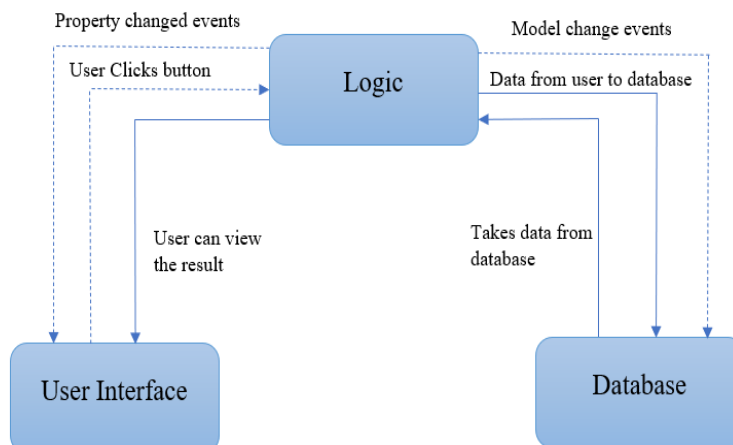 Property changed events
Model change events
User Clicks button
Logic
Data from user to database
User can view
the result
Takes data from
database
User Interface
Database